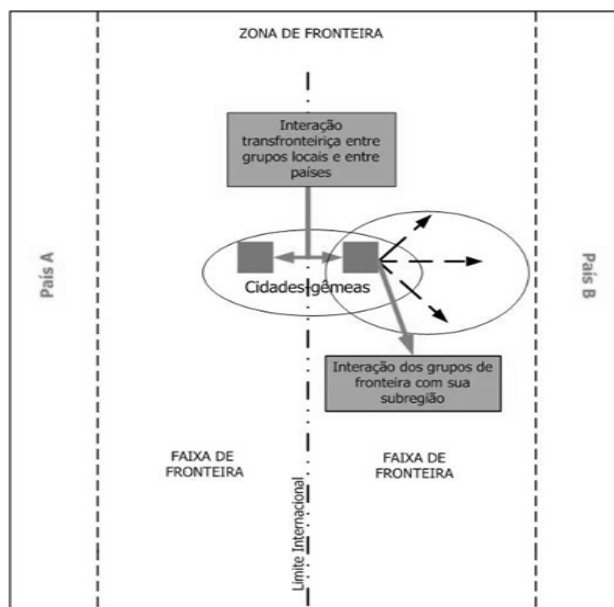 ZONA DE FRONTEIRA
Interação
transfronteiriça entre
grupos locais e entre
países
País A
País B
Cidades-gêmeas
Interação dos grupos de
fronteira com sua
subregião
FAIXA DE
FRONTEIRA
FAIXA DE
FRONTEIRA
Limite Internacional